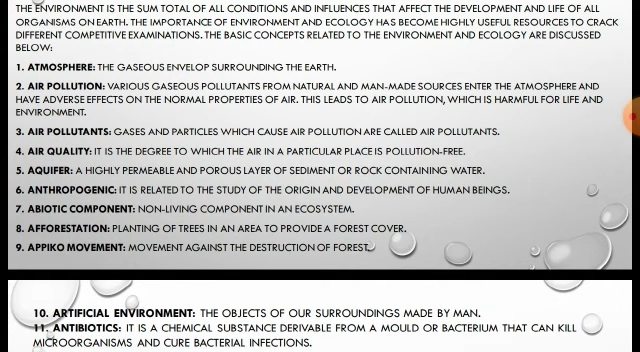 THE ENVIRONMENT IS THE SUM TOTAL OF ALL CONDITIONS AND INFLUENCES THAT AFFECT THE DEVELOPMENT AND LIFE OF ALL
ORGANISMS ON EARTH. THE IMPORTANCE OF ENVIRONMENT AND ECOLOGY HAS BECOME HIGHLY USEFUL RESOURCES TO CRACK
DIFFERENT COMPETITIVE EXAMINATIONS. THE BASIC CONCEPTS RELATED TO THE ENVIRONMENT AND ECOLOGY ARE DISCUSSED
BELOW:
1. ATMOSPHERE: THE GASEOUS ENVELOP SURROUNDING THE EARTH.
2. AIR POLLUTION: VARIOUS GASEOUS POLLUTANTS FROM NATURAL AND MAN-MADE SOURCES ENTER THE ATMOSPHERE AND
HAVE ADVERSE EFFECTS ON THE NORMAL PROPERTIES OF AIR. THIS LEADS TO AIR POLLUTION, WHICH IS HARMFUL FOR LIFE AND
ENVIRONMENT.
3. AIR POLLUTANTS: GASES AND PARTICLES WHICH CAUSE AIR POLLUTION ARE CALLED AIR POLLUTANTS.
4. AIR QUALITY: IT IS THE DEGREE TO WHICH THE AIR IN A PARTICULAR PLACE IS POLLUTION-FREE.
5. AQUIFER: A HIGHLY PERMEABLE AND POROUS LAYER OF SEDIMENT OR ROCK CONTAINING WATER.
6. ANTHROPOGENIC: IT IS RELATED TO THE STUDY OF THE ORIGIN AND DEVELOPMENT OF HUMAN BEINGS.
7. ABIOTIC COMPONENT: NON-LIVING COMPONENT IN AN ECOSYSTEM.
8. AFFORESTATION: PLANTING OF TREES IN AN AREA TO PROVIDE A FOREST COVER.
9. APPIKO MOVEMENT: MOVEMENT AGAINST THE DESTRUCTION OF FOREST.
10. ARTIFICIAL ENVIRONMENT: THE OBJECTS OF OUR SURROUNDINGS MADE BY MAN.
11. ANTIBIOTICS: IT IS A CHEMICAL SUBSTANCE DERIVABLE FROM A MOULD OR BACTERIUM THAT CAN KILL
MICROORGANISMS AND CURE BACTERIAL INFECTIONS.